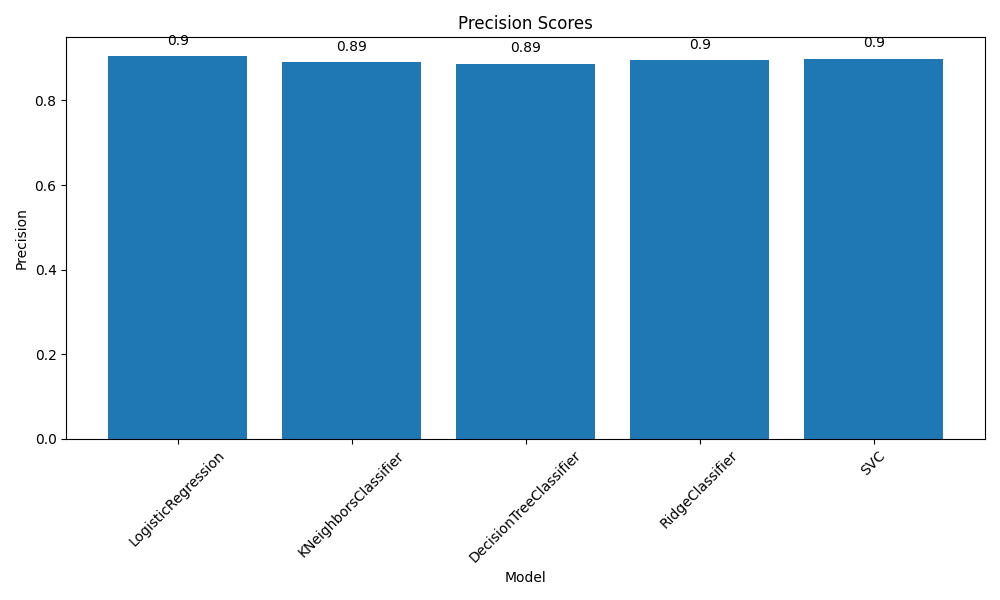 Precision Scores
0.9
0.89
0.89
0.9
0.9
0.8
0.6
0.4
0.2
0.0
Precision
LogisticRegression
KNeighborsClassifier
DecisionTreeClassifier
RidgeClassifier
SVC
Model